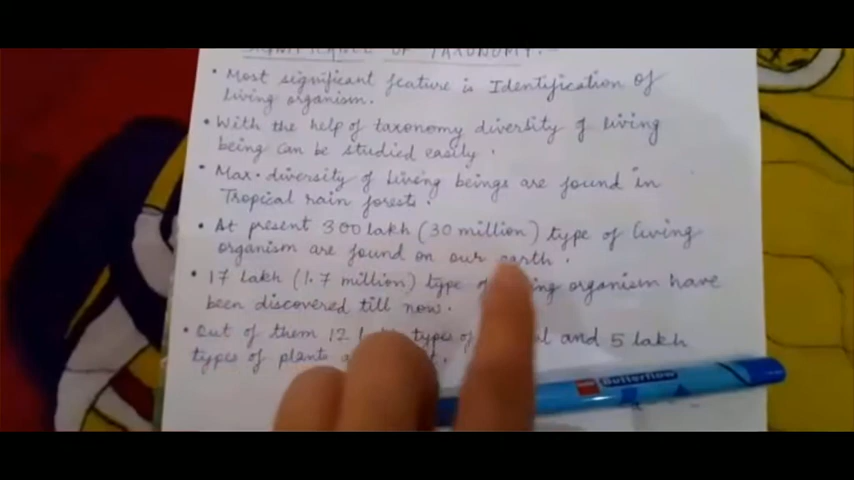 SIGNIFICANCE OF TAXONOMY:-
• Most significant feature is Identification of
living organism.
• With the help of taxonomy diversity of living
being can be studied easily.
• Max. diversity of living beings are found in
Tropical rain forests.
• At present 300 lakh (30 million) type of living
organism are found on our earth.
• 17 lakh (1.7 million) type organism have
been discovered till now.
• Out of them 12 types of and 5 lakh
types of plants
Butterflow